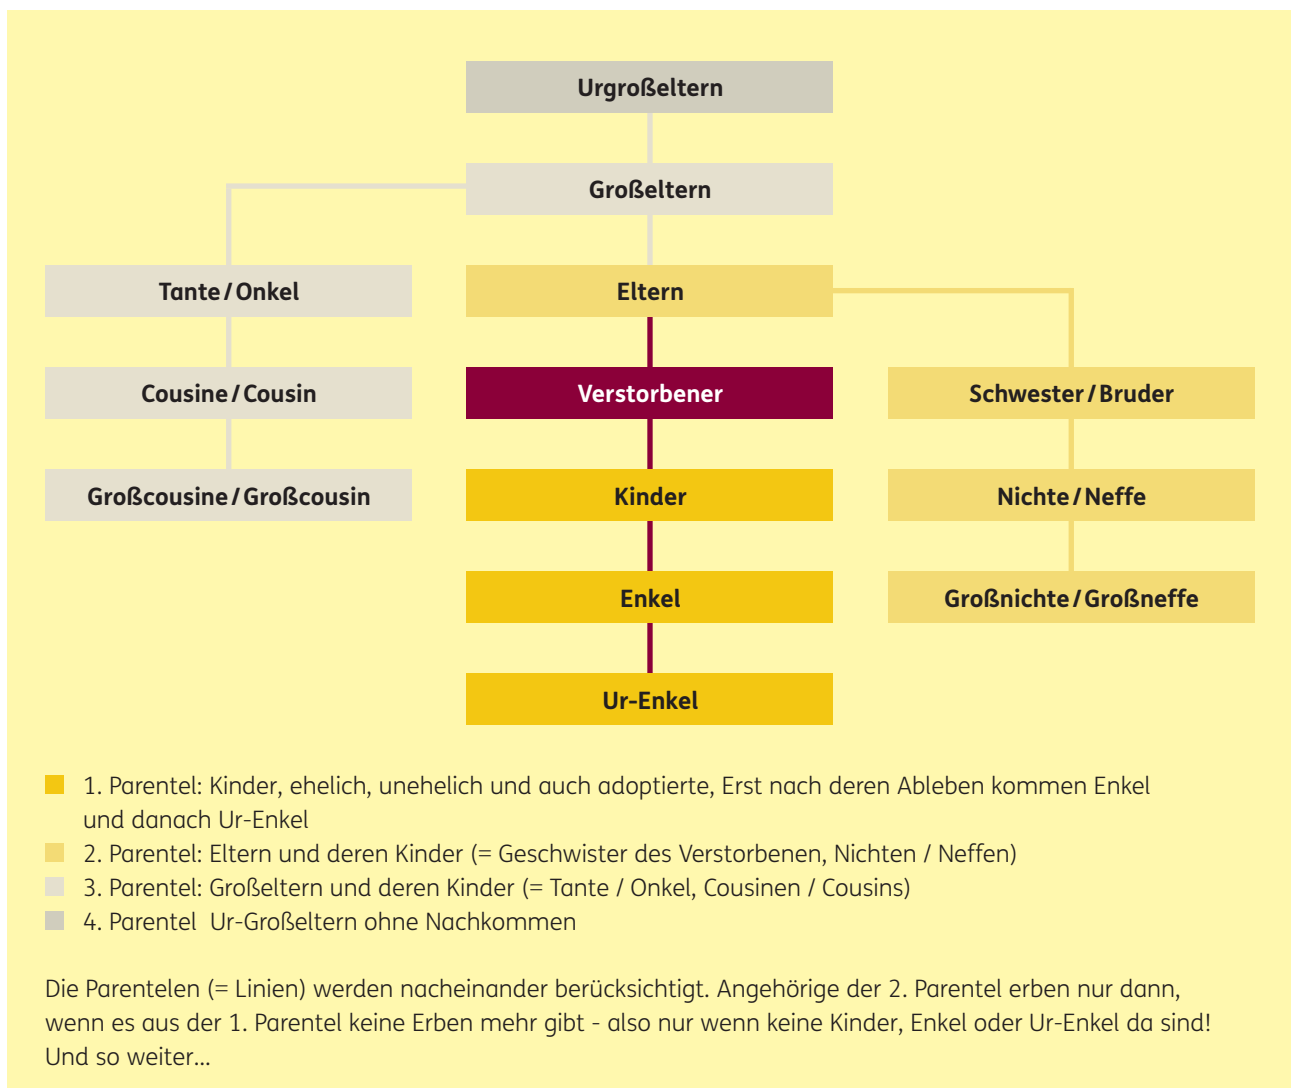 Urgroßeltern
Großeltern
Tante / Onkel
Eltern
Cousine / Cousin
Verstorbener
Schwester / Bruder
Großcousine / Großcousin
Kinder
Nichte / Neffe
Enkel
Großnichte / Großneffe
Ur-Enkel
1. Parentel: Kinder, ehelich, unehelich und auch adoptierte, Erst nach deren Ableben kommen Enkel
und danach Ur-Enkel
2. Parentel: Eltern und deren Kinder (= Geschwister des Verstorbenen, Nichten / Neffen)
3. Parentel: Großeltern und deren Kinder (= Tante / Onkel, Cousinen / Cousins)
4. Parentel Ur-Großeltern ohne Nachkommen
Die Parentelen (= Linien) werden nacheinander berücksichtigt. Angehörige der 2. Parentel erben nur dann,
wenn es aus der 1. Parentel keine Erben mehr gibt - also nur wenn keine Kinder, Enkel oder Ur-Enkel da sind!
Und so weiter...